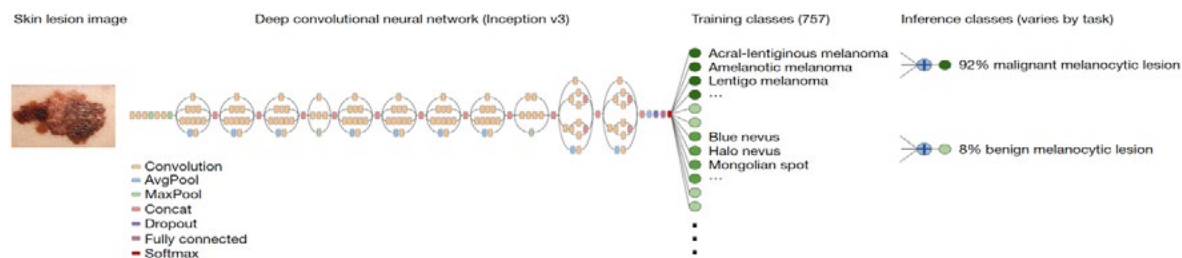 Skin lesion image
Deep convolutional neural network (Inception v3)
Training classes (757)
Inference classes (varies by task)
Acral-lentiginous melanoma
Amelanotic melanoma
Lentigo melanoma
...
Blue nevus
Halo nevus
Mongolian spot
...
92% malignant melanocytic lesion
8% benign melanocytic lesion
Convolution
AvgPool
MaxPool
Concat
Dropout
Fully connected
Softmax